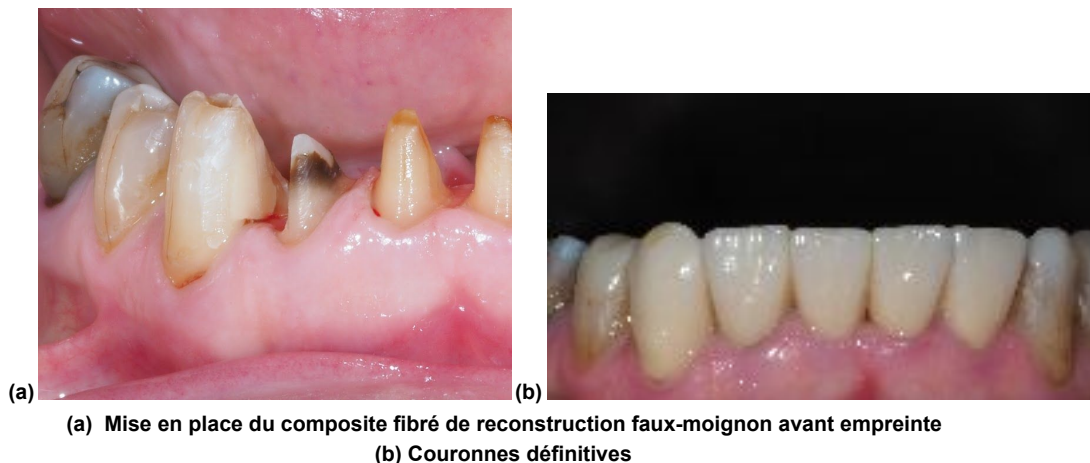 (a) (b)
(a) Mise en place du composite fibré de reconstruction faux-moignon avant empreinte
(b) Couronnes définitives